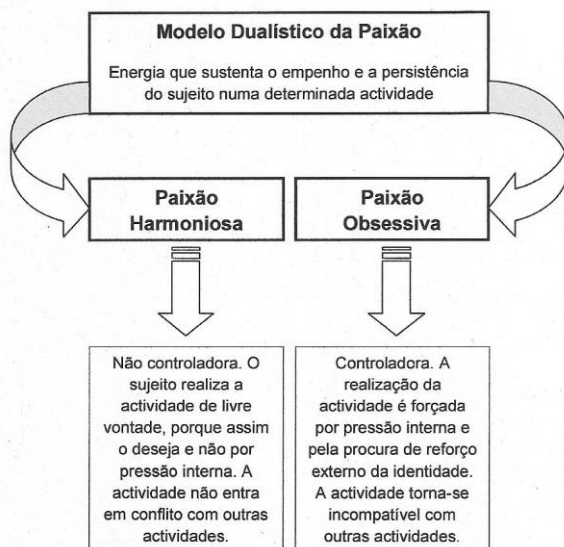 Modelo Dualístico da Paixão
Energia que sustenta o empenho e a persistência
do sujeito numa determinada actividade
Paixão
Harmoniosa
Paixão
Obsessiva
Não controladora. O
sujeito realiza a
actividade de livre
vontade, porque assim
o deseja e não por
pressão interna. A
actividade não entra
em conflito com outras
actividades.
Controladora. A
realização da
actividade é forçada
por pressão interna e
pela procura de reforço
externo da identidade.
A actividade torna-se
incompatível com
outras actividades.